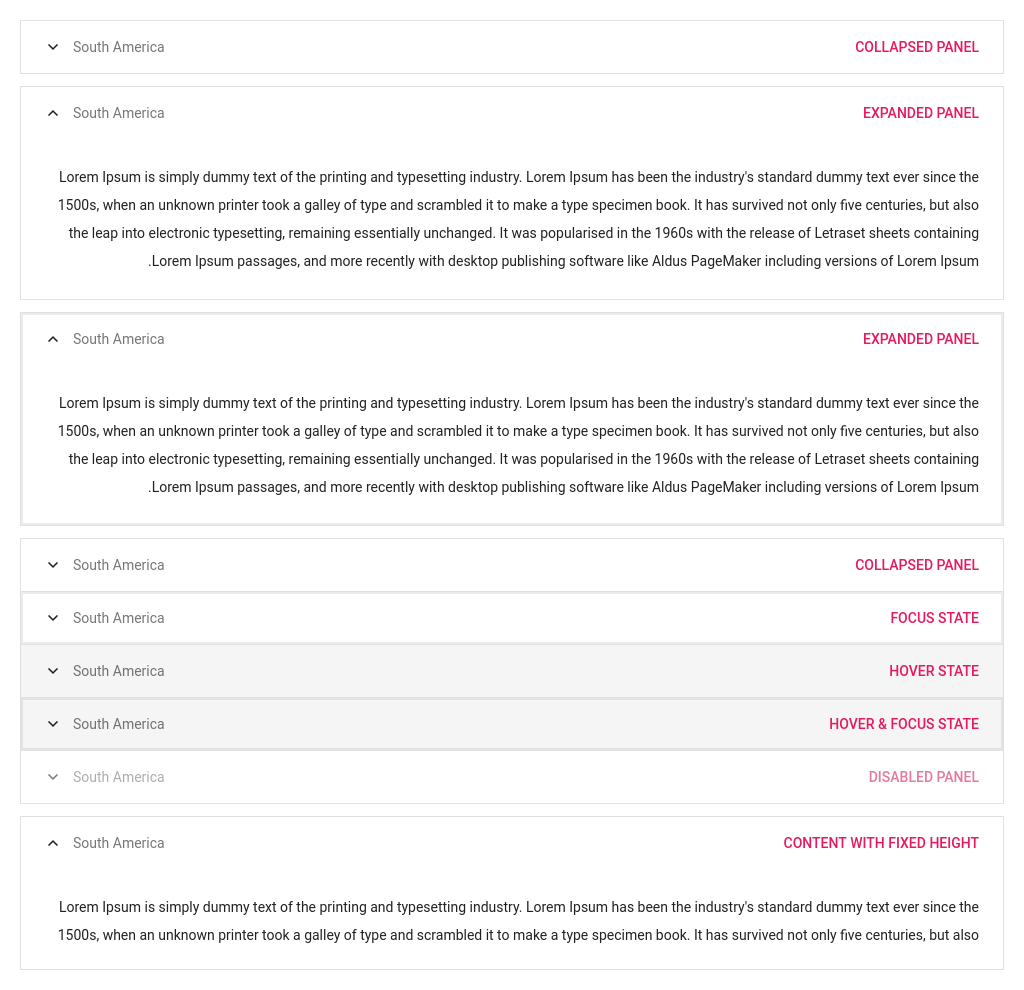 COLLAPSED PANEL South America
EXPANDED PANEL South America
Lorem Ipsum is simply dummy text of the printing and typesetting industry. Lorem Ipsum has been the industry's standard dummy text ever since the
1500s, when an unknown printer took a galley of type and scrambled it to make a type specimen book. It has survived not only five centuries, but also
the leap into electronic typesetting, remaining essentially unchanged. It was popularised in the 1960s with the release of Letraset sheets containing
.Lorem Ipsum passages, and more recently with desktop publishing software like Aldus PageMaker including versions of Lorem Ipsum
EXPANDED PANEL South America
Lorem Ipsum is simply dummy text of the printing and typesetting industry. Lorem Ipsum has been the industry's standard dummy text ever since the
1500s, when an unknown printer took a galley of type and scrambled it to make a type specimen book. It has survived not only five centuries, but also
the leap into electronic typesetting, remaining essentially unchanged. It was popularised in the 1960s with the release of Letraset sheets containing
.Lorem Ipsum passages, and more recently with desktop publishing software like Aldus PageMaker including versions of Lorem Ipsum
COLLAPSED PANEL South America
FOCUS STATE South America
HOVER STATE South America
HOVER & FOCUS STATE South America
DISABLED PANEL South America
CONTENT WITH FIXED HEIGHT South America
Lorem Ipsum is simply dummy text of the printing and typesetting industry. Lorem Ipsum has been the industry's standard dummy text ever since the
1500s, when an unknown printer took a galley of type and scrambled it to make a type specimen book. It has survived not only five centuries, but also